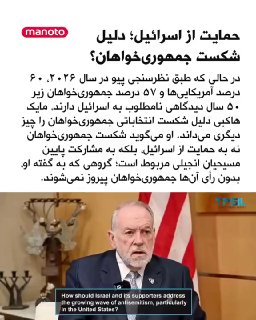 manoto
حمایت از اسرائیل؛ دلیل
شکست جمهوری‌خواهان؟
در حالی که طبق نظرسنجی پیو در سال ۲۰۲۶، ۶۰
درصد آمریکایی‌ها و ۵۷ درصد جمهوری‌خواهان زیر
۵۰ سال دیدگاهی نامطلوب به اسرائیل دارند، مایک
هاکبی دلیل شکست انتخاباتی جمهوری‌خواهان را چیز
دیگری می‌داند. او می‌گوید شکست جمهوری‌خواهان
نه به حمایت از اسرائیل، بلکه به مشارکت پایین
مسیحیان انجیلی مربوط است؛ گروهی که به گفته او،
بدون رأی آن‌ها جمهوری‌خواهان پیروز نمی‌شوند.
How should Israel and its supporters address
the growing wave of antisemitism, particularly
in the United States?